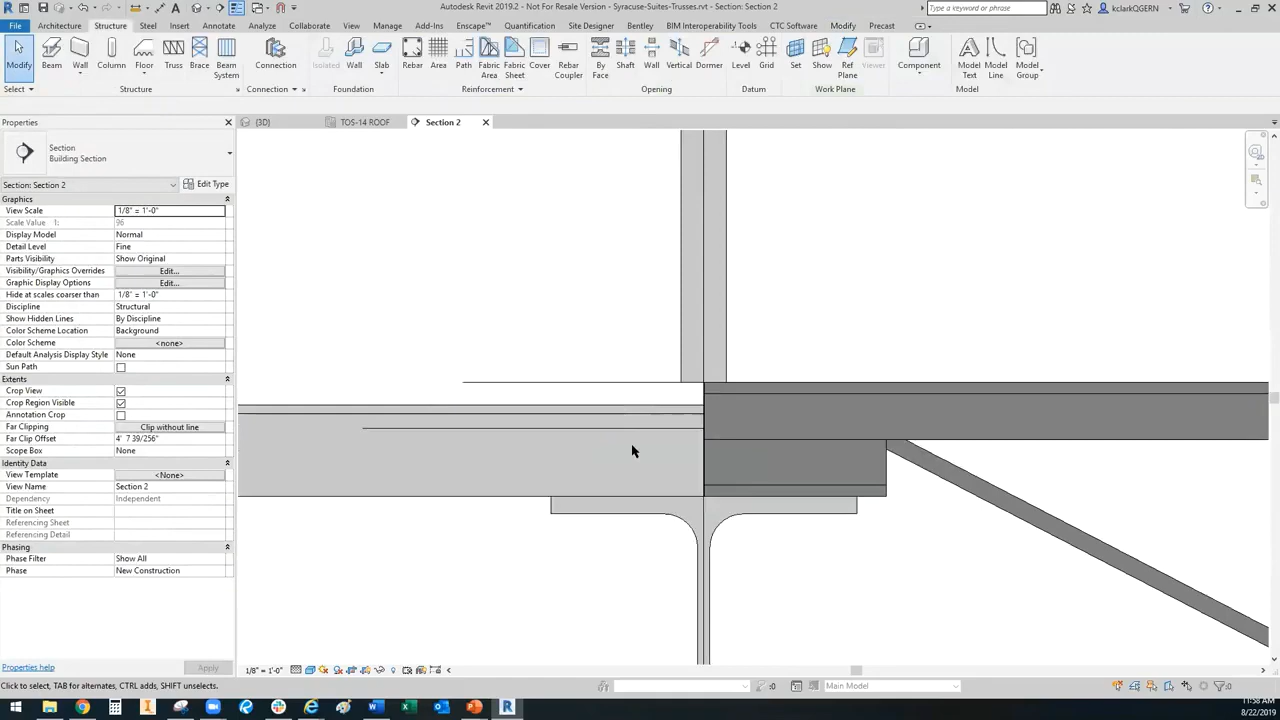 Autodesk Revit 2019.2 - Not For Resale Version - Syracuse-Suites-Trusses.rvt - Section: Section 2
Type a keyword or phrase
kclarkQGERN
File Architecture Structure Steel Insert Annotate Analyze Collaborate View Manage Add-Ins Enscape™ Quantification Site Designer Bentley BIM Interoperability Tools CTC Software Modify Precast
Modify Beam Wall Column Floor Truss Brace Beam System Connection Isolated Wall Slab Rebar Area Path Fabric Area Fabric Sheet Cover Rebar Coupler By Face Shaft Wall Vertical Dormer Level Grid Set Show Ref Plane Viewer Component Model Text Model Line Model Group
Select Structure Connection Foundation Reinforcement Opening Datum Work Plane Model
Properties
{3D} TOS-14 ROOF Section 2
Section
Building Section
Section: Section 2 Edit Type
Graphics
View Scale 1/8" = 1'-0"
Scale Value 1: 96
Display Model Normal
Detail Level Fine
Parts Visibility Show Original
Visibility/Graphics Overrides Edit...
Graphic Display Options Edit...
Hide at scales coarser than 1/8" = 1'-0"
Discipline Structural
Show Hidden Lines By Discipline
Color Scheme Location Background
Color Scheme <none>
Default Analysis Display Style None
Sun Path
Extents
Crop View
Crop Region Visible
Annotation Crop
Far Clipping Clip without line
Far Clip Offset 4' 7 39/256"
Scope Box None
Identity Data
View Template <None>
View Name Section 2
Dependency Independent
Title on Sheet
Referencing Sheet
Referencing Detail
Phasing
Phase Filter Show All
Phase New Construction
Properties help Apply
1/8" = 1'-0"
Click to select, TAB for alternates, CTRL adds, SHIFT unselects.
:0 Main Model :0
11:58 AM
8/22/2019